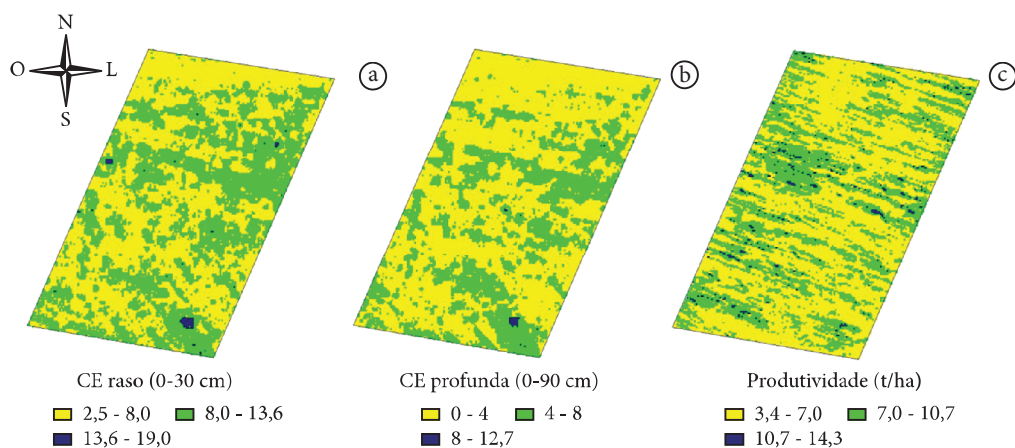 N
O L
S
a
b
c
CE raso (0-30 cm)
2,5 - 8,0 8,0 - 13,6
13,6 - 19,0
CE profunda (0-90 cm)
0 - 4 4 - 8
8 - 12,7
Produtividade (t/ha)
3,4 - 7,0 7,0 - 10,7
10,7 - 14,3